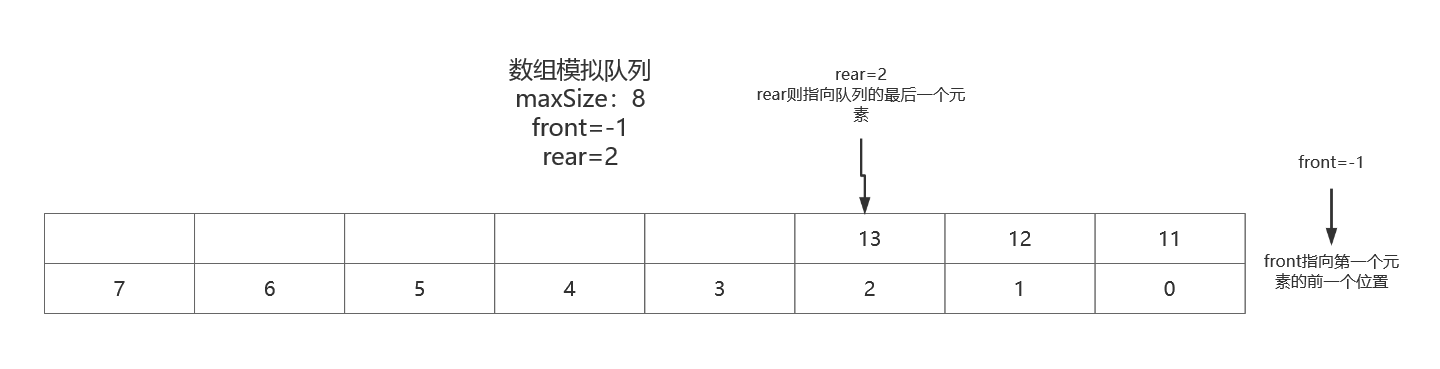 数组模拟队列
maxSize：8
front=-1
rear=2
rear=2
rear则指向队列的最后一个元
素
front=-1
front指向第一个元
素的前一个位置
13 12 11
7 6 5 4 3 2 1 0